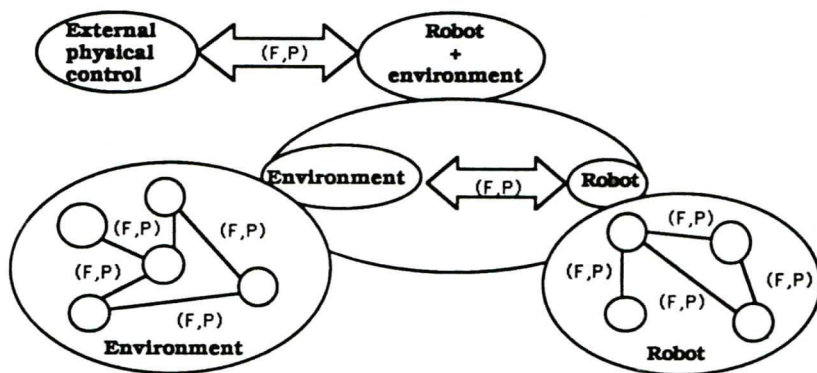 External
physical
control
(F,P)
Robot
+
environment
Environment
(F,P)
Robot
(F,P)
(F,P)
(F,P)
(F,P)
Environment
(F,P)
(F,P)
(F,P)
(F,P)
Robot